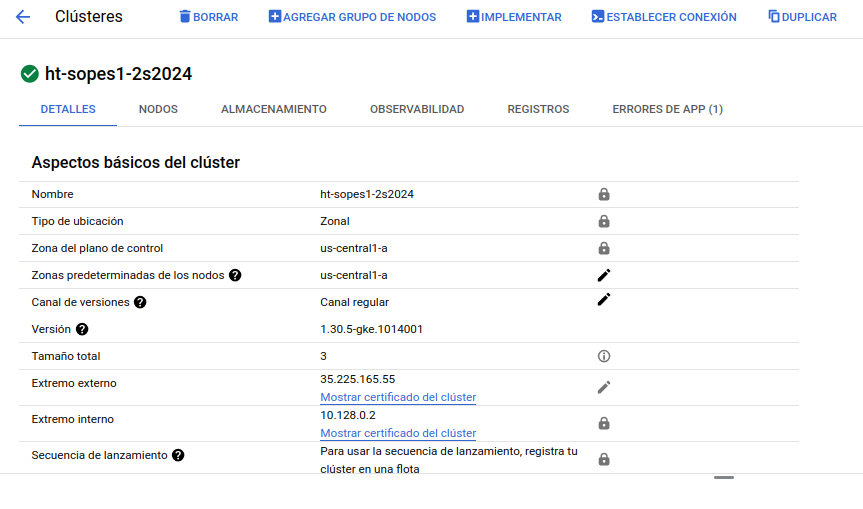 Clústeres BORRAR AGREGAR GRUPO DE NODOS IMPLEMENTAR ESTABLECER CONEXIÓN DUPLICAR
ht-sopes1-2s2024
DETALLES NODOS ALMACENAMIENTO OBSERVABILIDAD REGISTROS ERRORES DE APP (1)
Aspectos básicos del clúster
Nombre ht-sopes1-2s2024
Tipo de ubicación Zonal
Zona del plano de control us-central1-a
Zonas predeterminadas de los nodos us-central1-a
Canal de versiones Canal regular
Versión 1.30.5-gke.1014001
Tamaño total 3
Extremo externo 35.225.165.55
Mostrar certificado del clúster
Extremo interno 10.128.0.2
Mostrar certificado del clúster
Secuencia de lanzamiento Para usar la secuencia de lanzamiento, registra tu
clúster en una flota